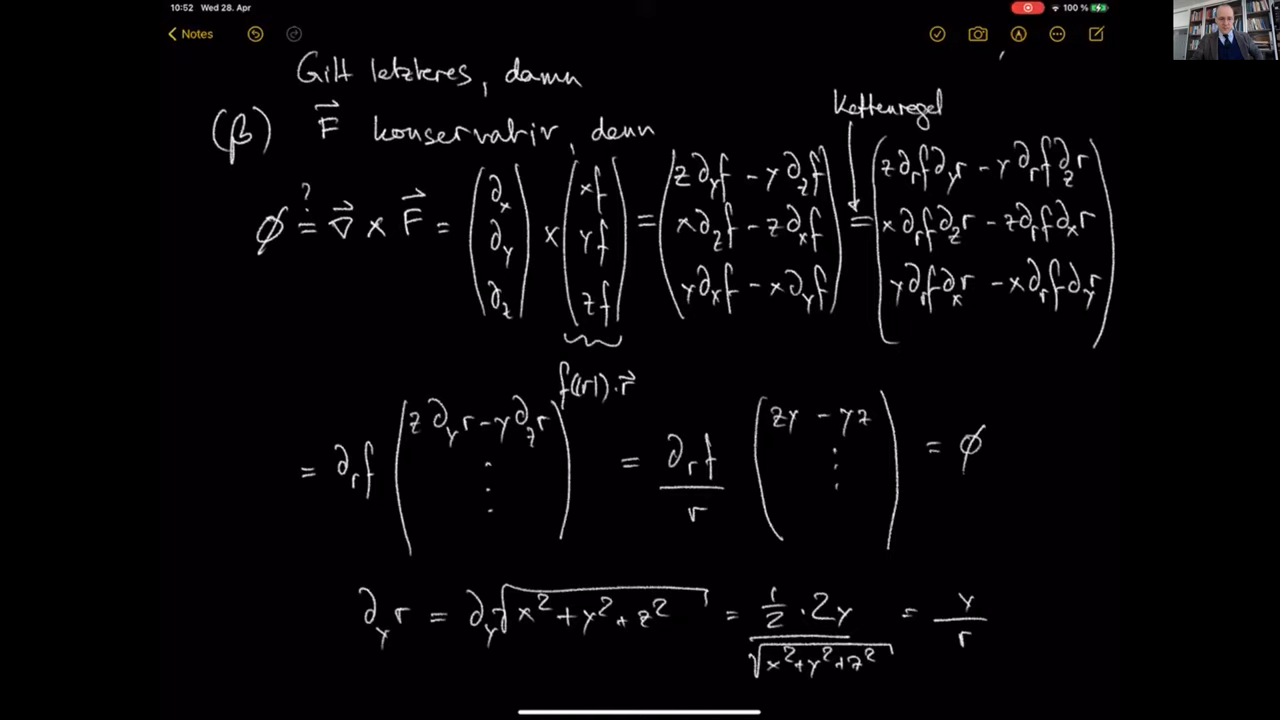 10:52 Wed 28. Apr 100 %
Notes
Gilt letzteres, dann
(β) F⃗ konservativ, denn
Kettenregel
∅ ≟ ∇⃗ × F⃗ = (∂x ∂y ∂z) × (xf yf zf) = (z∂yf - y∂zf x∂zf - z∂xf y∂xf - x∂yf) = (z∂rf∂yr - y∂rf∂zr x∂rf∂zr - z∂rf∂xr y∂rf∂xr - x∂rf∂yr)
f(|r|)·r⃗
= ∂rf (z∂yr - y∂zr ⋮) = ∂rf / r (zy - yz ⋮) = ∅
∂yr = ∂y√x²+y²+z² = ½·2y / √x²+y²+z² = y / r